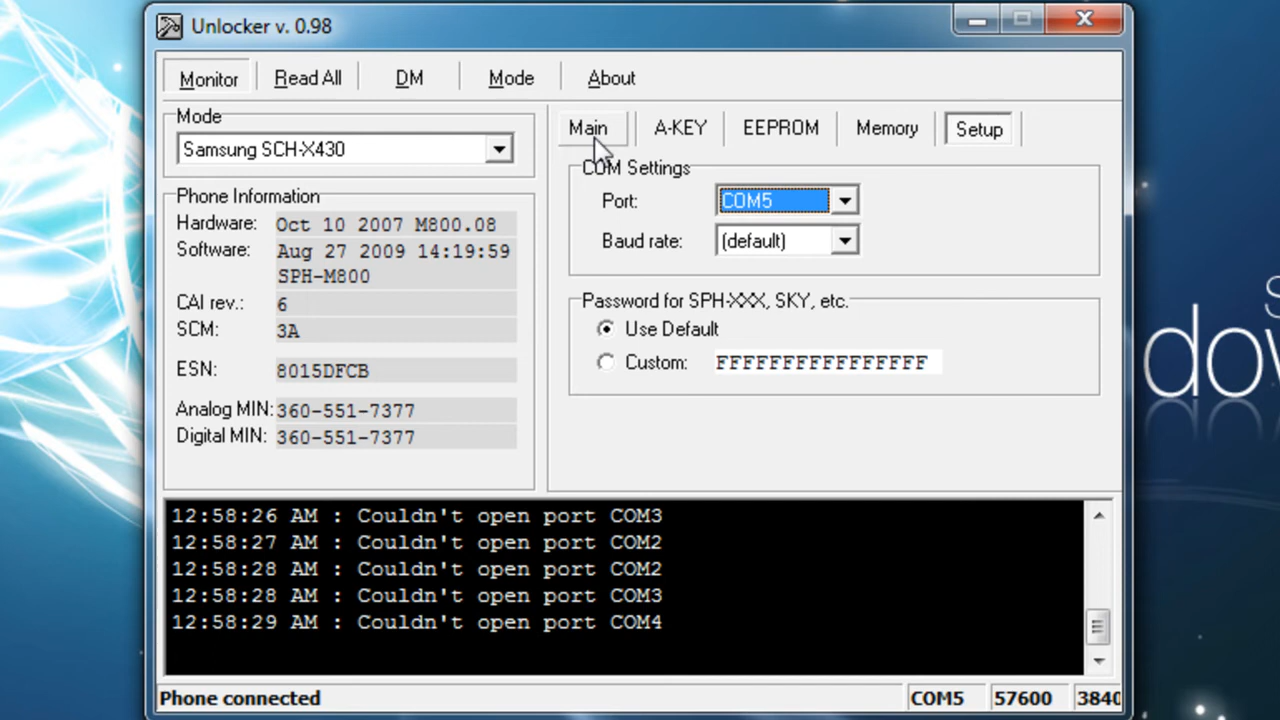 Unlocker v. 0.98
Monitor Read All DM Mode About
Mode
Samsung SCH-X430
Phone Information
Hardware: Oct 10 2007 M800.08
Software: Aug 27 2009 14:19:59
SPH-M800
CAI rev.: 6
SCM: 3A
ESN: 8015DFCB
Analog MIN: 360-551-7377
Digital MIN: 360-551-7377
Main A-KEY EEPROM Memory Setup
COM Settings
Port: COM5
Baud rate: (default)
Password for SPH-XXX, SKY, etc.
Use Default
Custom: FFFFFFFFFFFFFFFF
12:58:26 AM : Couldn't open port COM3
12:58:27 AM : Couldn't open port COM2
12:58:28 AM : Couldn't open port COM2
12:58:28 AM : Couldn't open port COM3
12:58:29 AM : Couldn't open port COM4
Phone connected COM5 57600 3840